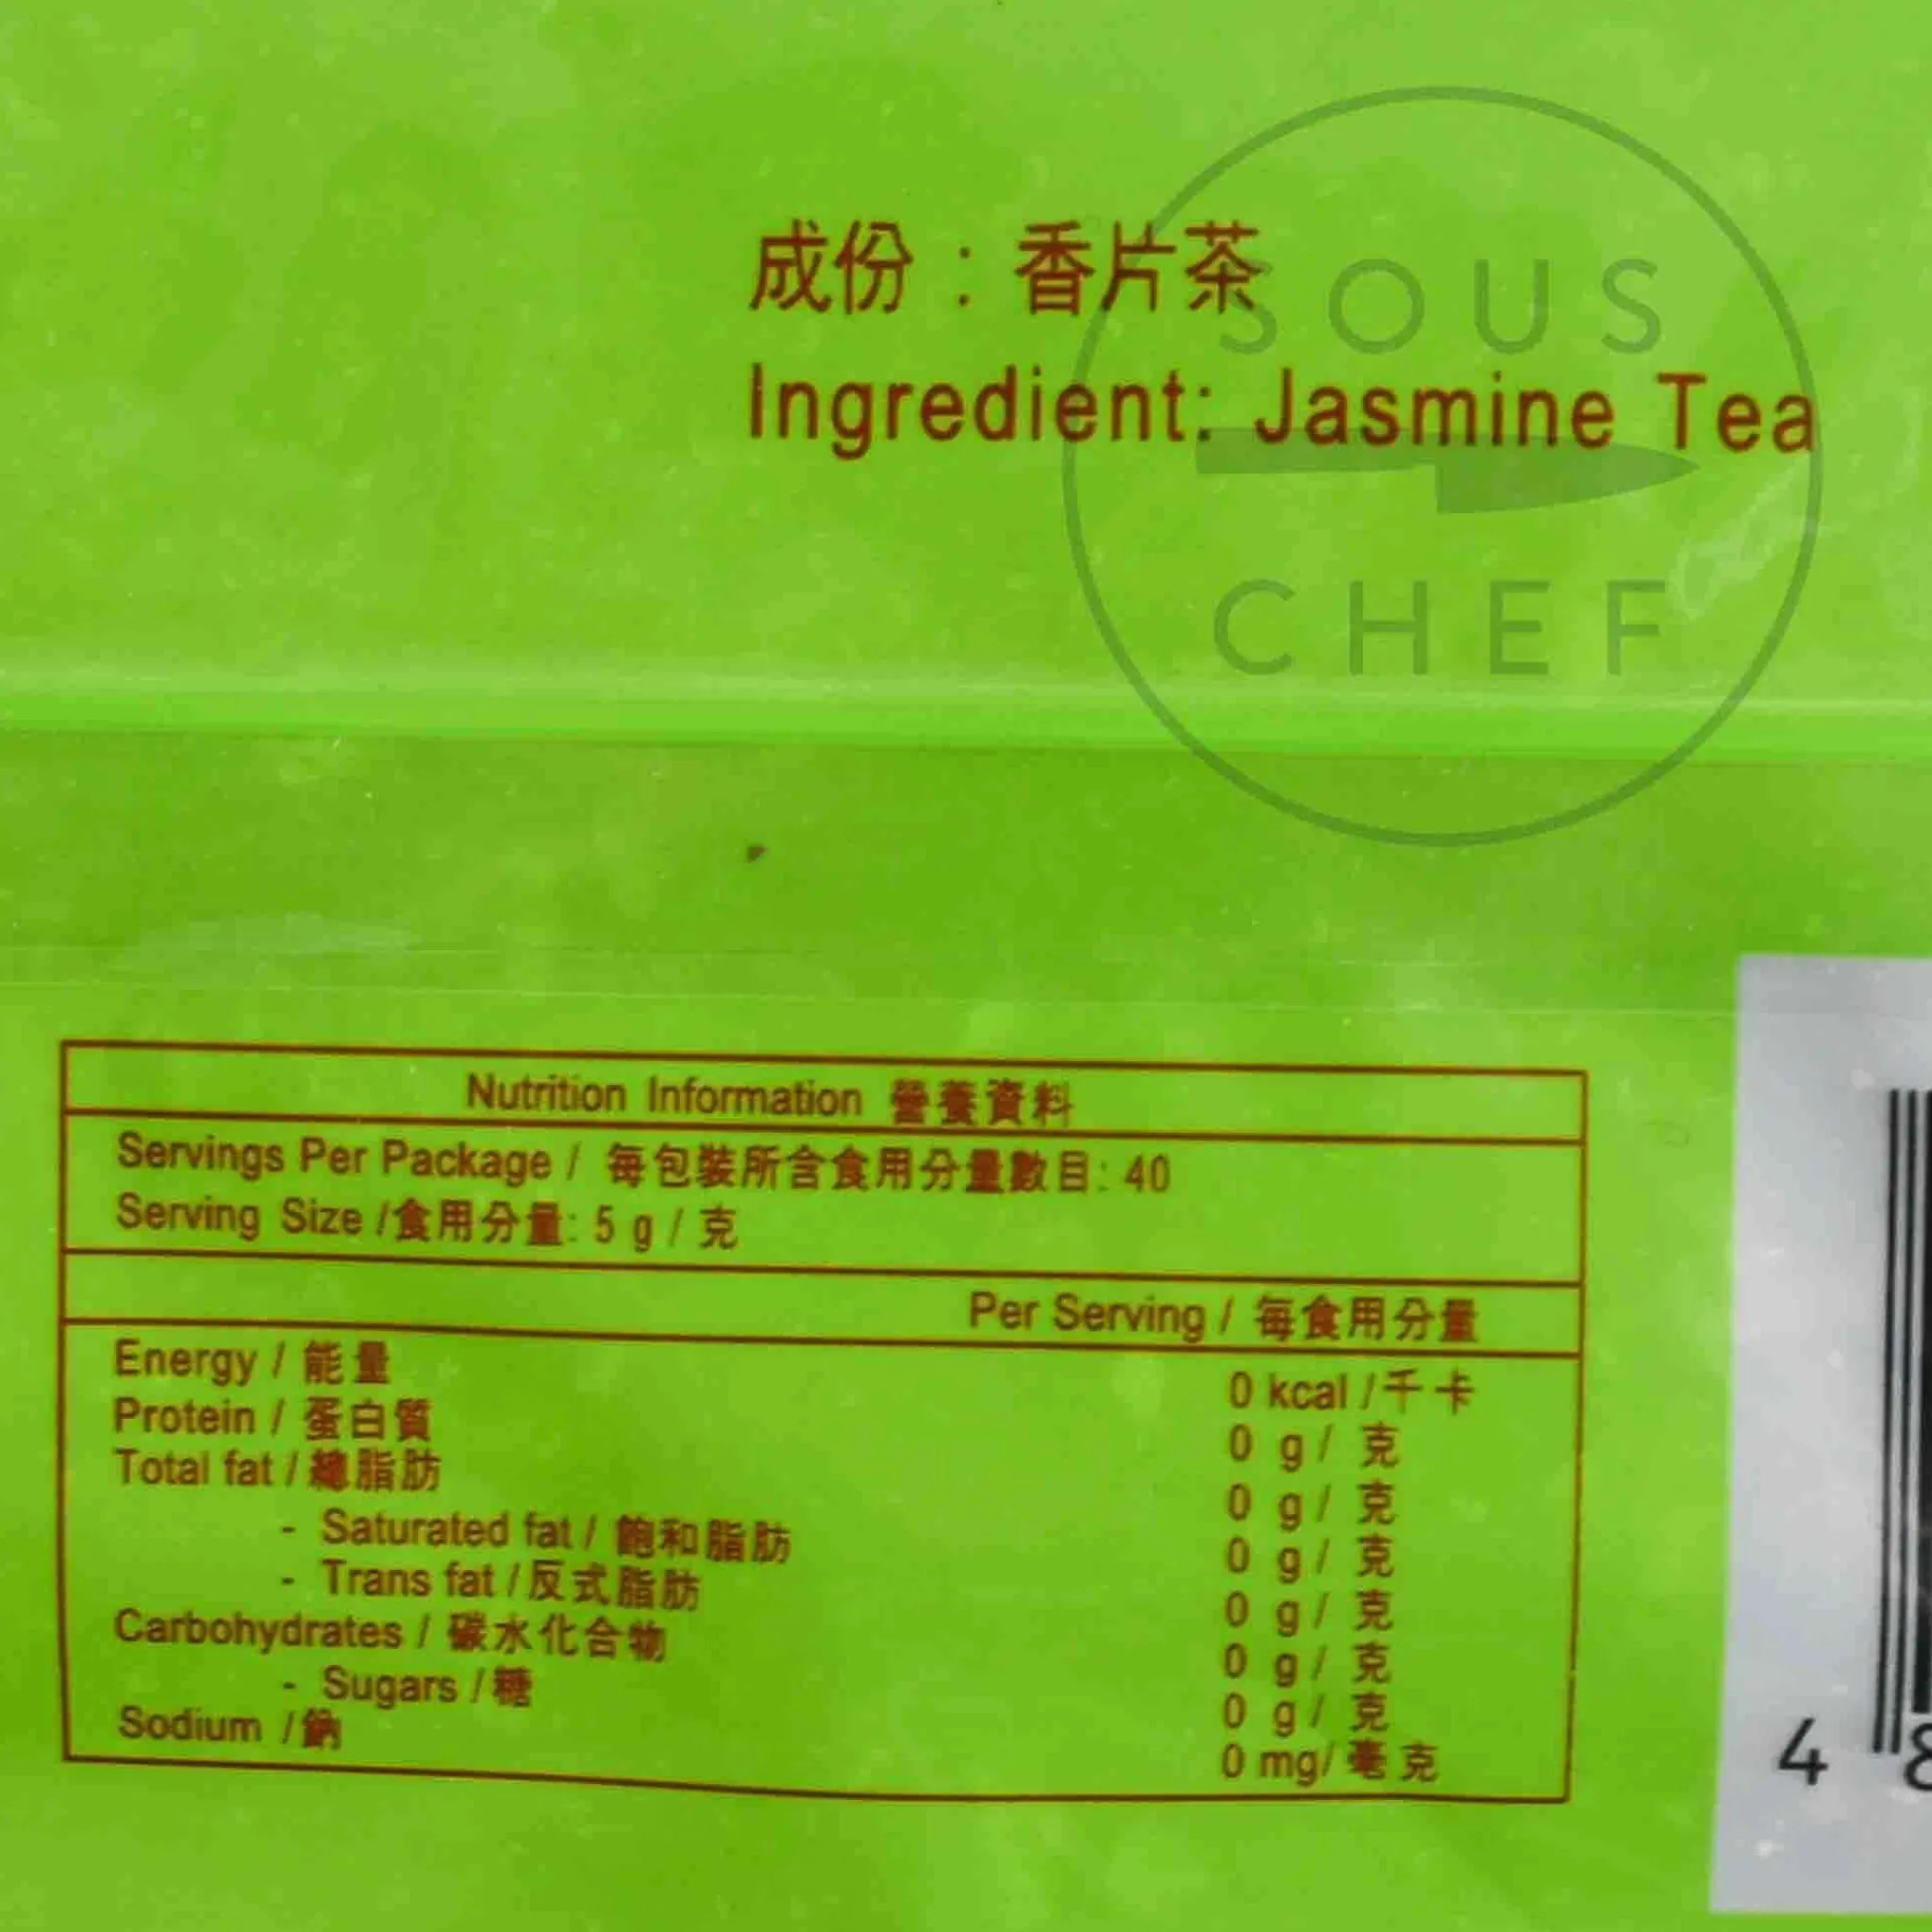 成份：香片茶
Ingredient: Jasmine Tea
SOUS
CHEF
Nutrition Information 營養資料
Servings Per Package / 每包裝所含食用分量數目: 40
Serving Size /食用分量: 5 g / 克
Per Serving / 每食用分量
Energy / 能量 0 kcal /千卡
Protein / 蛋白質 0 g / 克
Total fat / 總脂肪 0 g / 克
- Saturated fat / 飽和脂肪 0 g / 克
- Trans fat / 反式脂肪 0 g / 克
Carbohydrates / 碳水化合物 0 g / 克
- Sugars / 糖 0 g / 克
Sodium / 鈉 0 mg/ 毫克
4 8